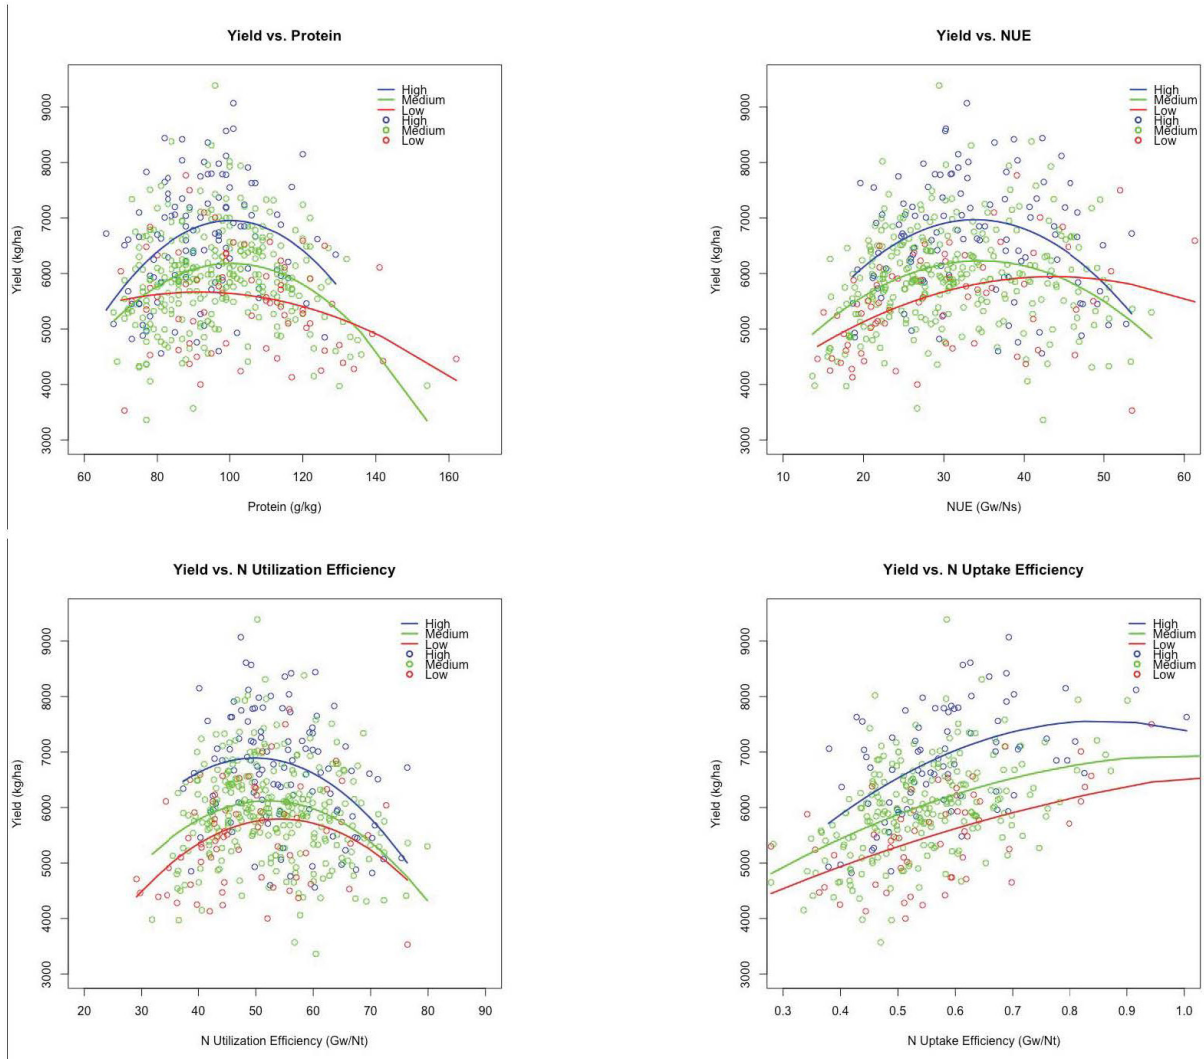 Yield vs. Protein
Yield (kg/ha)
9000
8000
7000
6000
5000
4000
3000
High
Medium
Low
High
Medium
Low
60 80 100 120 140 160
Protein (g/kg)
Yield vs. NUE
Yield (kg/ha)
9000
8000
7000
6000
5000
4000
3000
High
Medium
Low
High
Medium
Low
10 20 30 40 50 60
NUE (Gw/Ns)
Yield vs. N Utilization Efficiency
Yield (kg/ha)
9000
8000
7000
6000
5000
4000
3000
High
Medium
Low
High
Medium
Low
20 30 40 50 60 70 80 90
N Utilization Efficiency (Gw/Nt)
Yield vs. N Uptake Efficiency
Yield (kg/ha)
9000
8000
7000
6000
5000
4000
3000
High
Medium
Low
High
Medium
Low
0.3 0.4 0.5 0.6 0.7 0.8 0.9 1.0
N Uptake Efficiency (Gw/Nt)